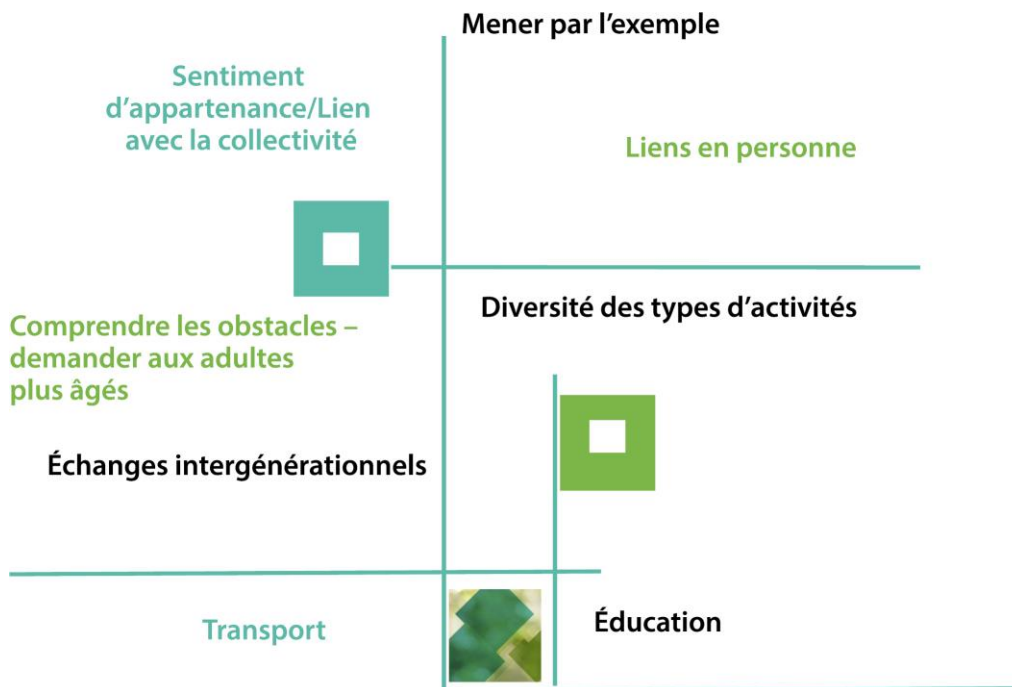 Mener par l’exemple
Sentiment
d’appartenance/Lien
avec la collectivité
Liens en personne
Diversité des types d’activités
Comprendre les obstacles –
demander aux adultes
plus âgés
Échanges intergénérationnels
Transport
Éducation